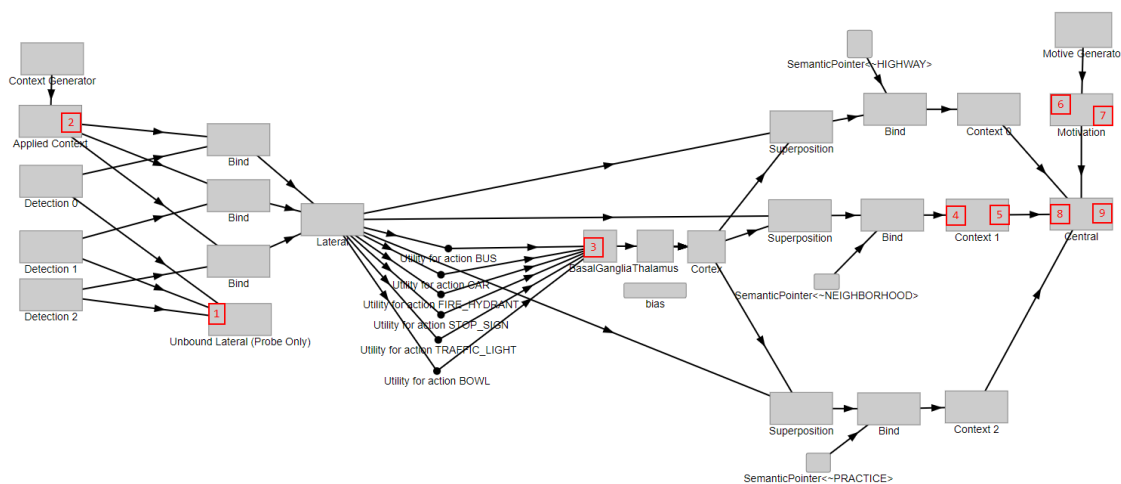 Context Generator
2
Applied Context
Detection 0
Detection 1
Detection 2
Bind
Bind
Bind
1
Unbound Lateral (Probe Only)
Lateral
Utility for action BUS
Utility for action CAR
Utility for action FIRE_HYDRANT
Utility for action STOP_SIGN
Utility for action TRAFFIC_LIGHT
Utility for action BOWL
3
BasalGanglia
Thalamus
Cortex
bias
SemanticPointer<~HIGHWAY>
Superposition
Bind
Context 0
Superposition
Bind
4
5
Context 1
SemanticPointer<~NEIGHBORHOOD>
Superposition
Bind
Context 2
SemanticPointer<~PRACTICE>
Motive Generato
6
7
Motivation
8
9
Central